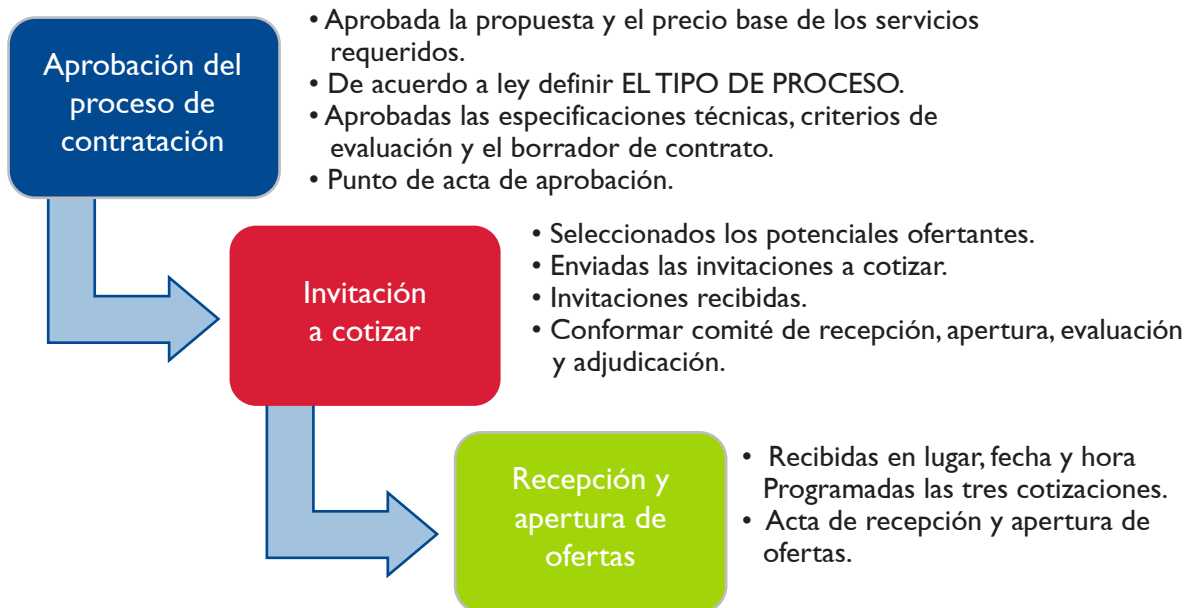 Aprobación del
proceso de
contratación
• Aprobada la propuesta y el precio base de los servicios
requeridos.
• De acuerdo a ley definir EL TIPO DE PROCESO.
• Aprobadas las especificaciones técnicas, criterios de
evaluación y el borrador de contrato.
• Punto de acta de aprobación.
Invitación
a cotizar
• Seleccionados los potenciales ofertantes.
• Enviadas las invitaciones a cotizar.
• Invitaciones recibidas.
• Conformar comité de recepción, apertura, evaluación
y adjudicación.
Recepción y
apertura de
ofertas
• Recibidas en lugar, fecha y hora
Programadas las tres cotizaciones.
• Acta de recepción y apertura de
ofertas.